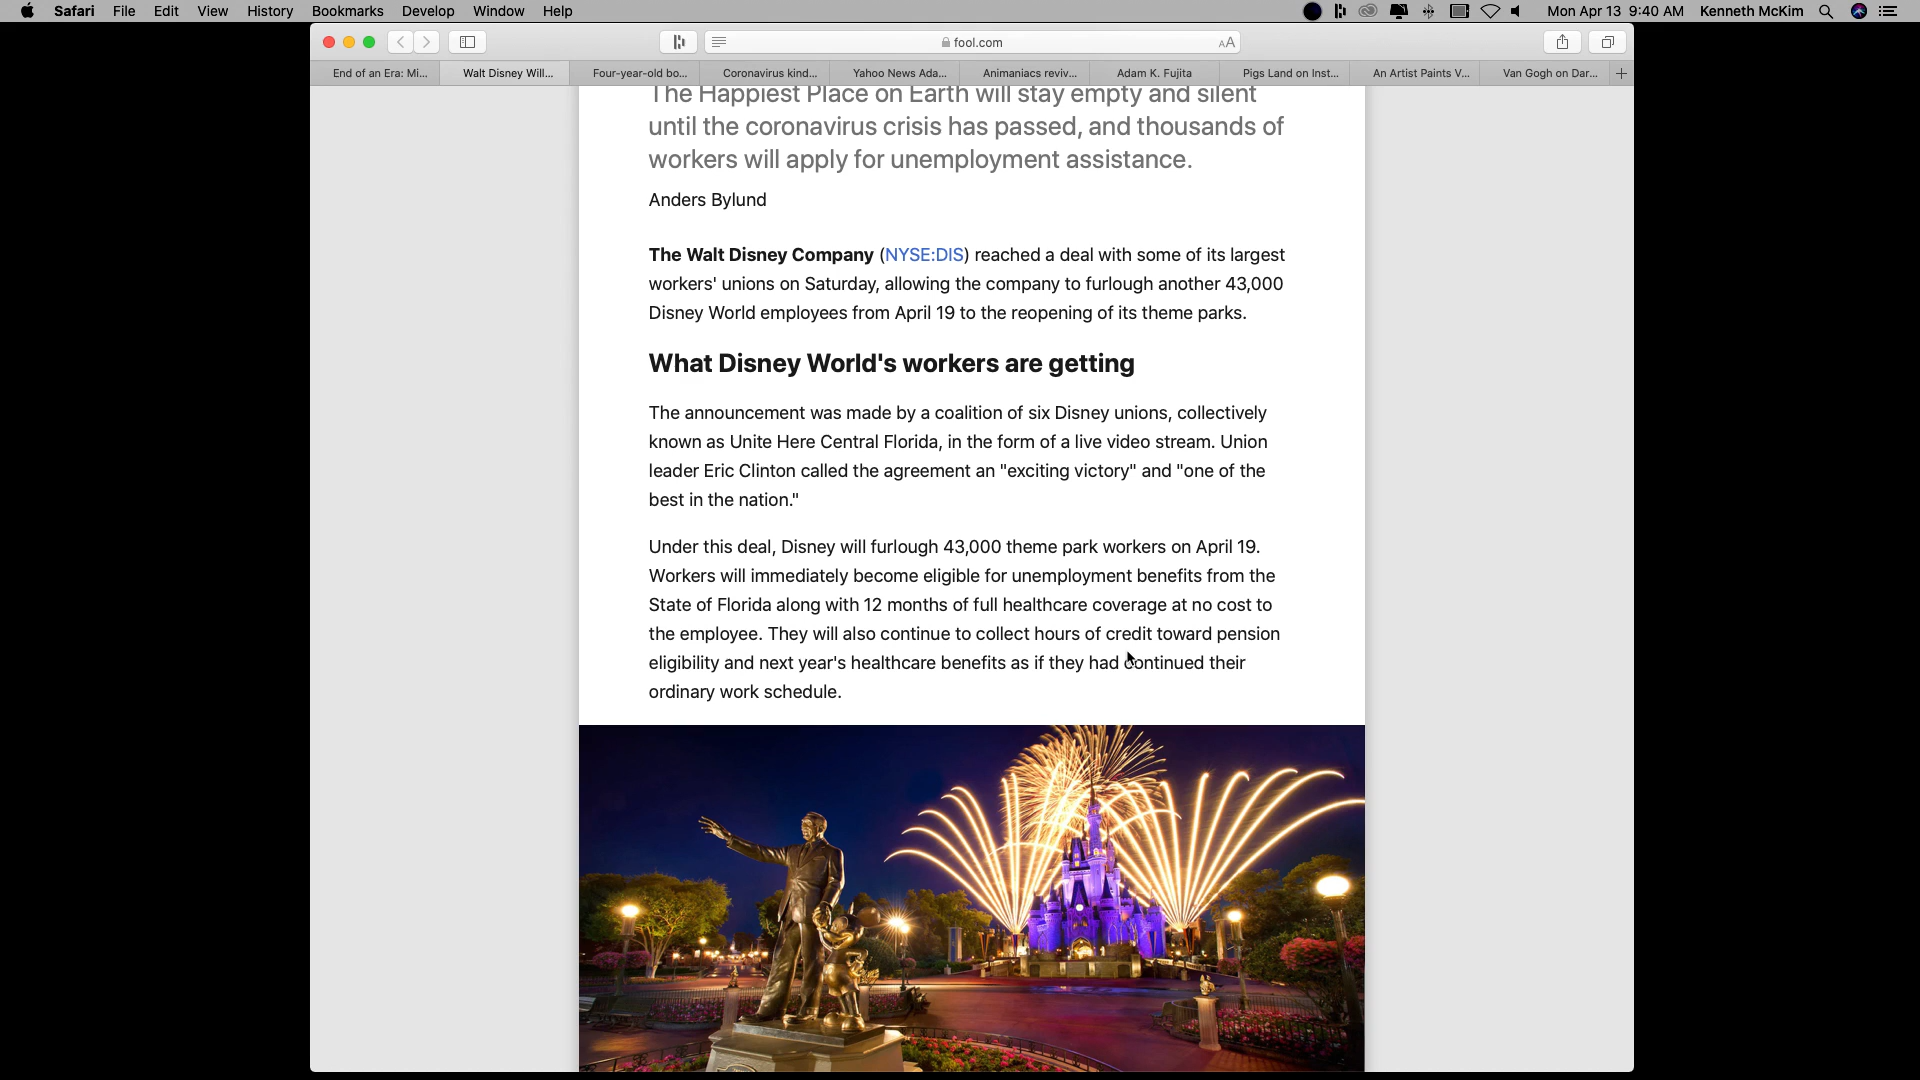 Safari File Edit View History Bookmarks Develop Window Help Mon Apr 13 9:40 AM Kenneth McKim
fool.com AA
End of an Era: Mi... Walt Disney Will... Four-year-old bo... Coronavirus kind... Yahoo News Ada... Animaniacs reviv... Adam K. Fujita Pigs Land on Inst... An Artist Paints V... Van Gogh on Dar... +
The Happiest Place on Earth will stay empty and silent
until the coronavirus crisis has passed, and thousands of
workers will apply for unemployment assistance.
Anders Bylund
The Walt Disney Company (NYSE:DIS) reached a deal with some of its largest
workers' unions on Saturday, allowing the company to furlough another 43,000
Disney World employees from April 19 to the reopening of its theme parks.
What Disney World's workers are getting
The announcement was made by a coalition of six Disney unions, collectively
known as Unite Here Central Florida, in the form of a live video stream. Union
leader Eric Clinton called the agreement an "exciting victory" and "one of the
best in the nation."
Under this deal, Disney will furlough 43,000 theme park workers on April 19.
Workers will immediately become eligible for unemployment benefits from the
State of Florida along with 12 months of full healthcare coverage at no cost to
the employee. They will also continue to collect hours of credit toward pension
eligibility and next year's healthcare benefits as if they had continued their
ordinary work schedule.